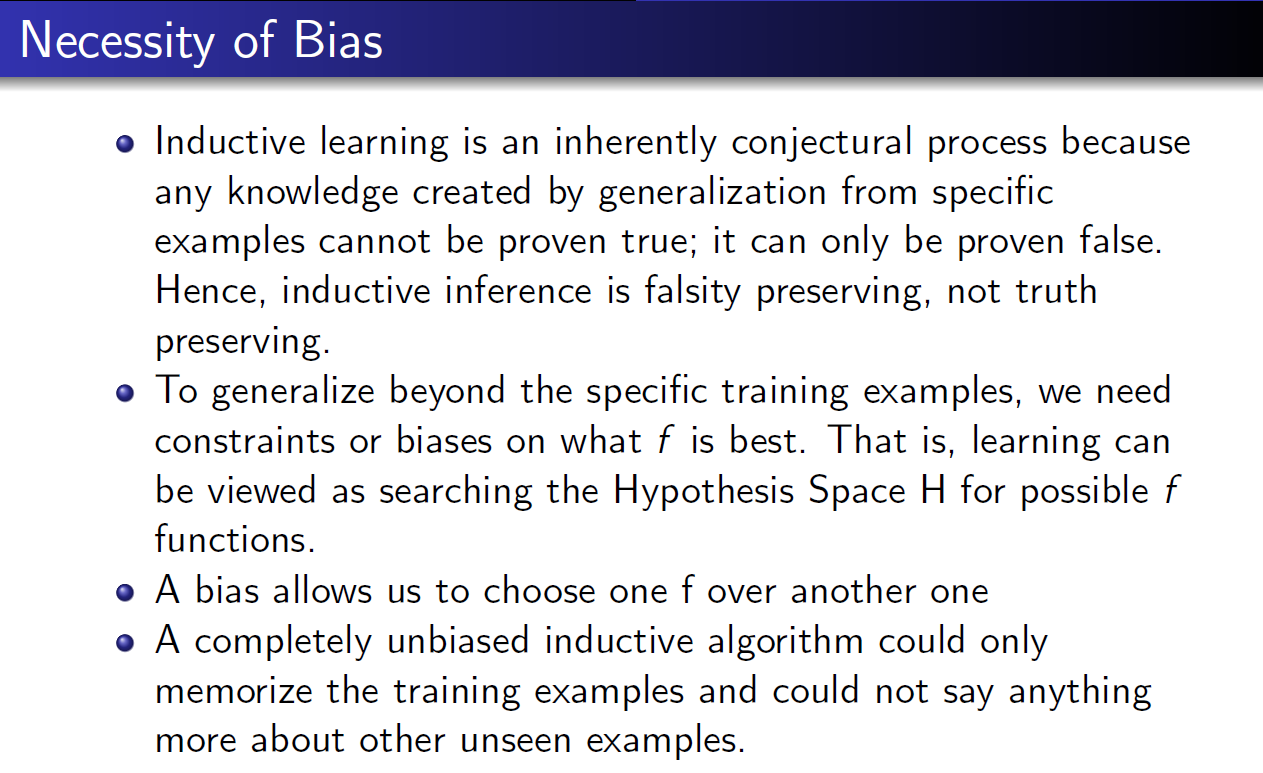 Necessity of Bias
Inductive learning is an inherently conjectural process because
any knowledge created by generalization from specific
examples cannot be proven true; it can only be proven false.
Hence, inductive inference is falsity preserving, not truth
preserving.
To generalize beyond the specific training examples, we need
constraints or biases on what f is best. That is, learning can
be viewed as searching the Hypothesis Space H for possible f
functions.
A bias allows us to choose one f over another one
A completely unbiased inductive algorithm could only
memorize the training examples and could not say anything
more about other unseen examples.